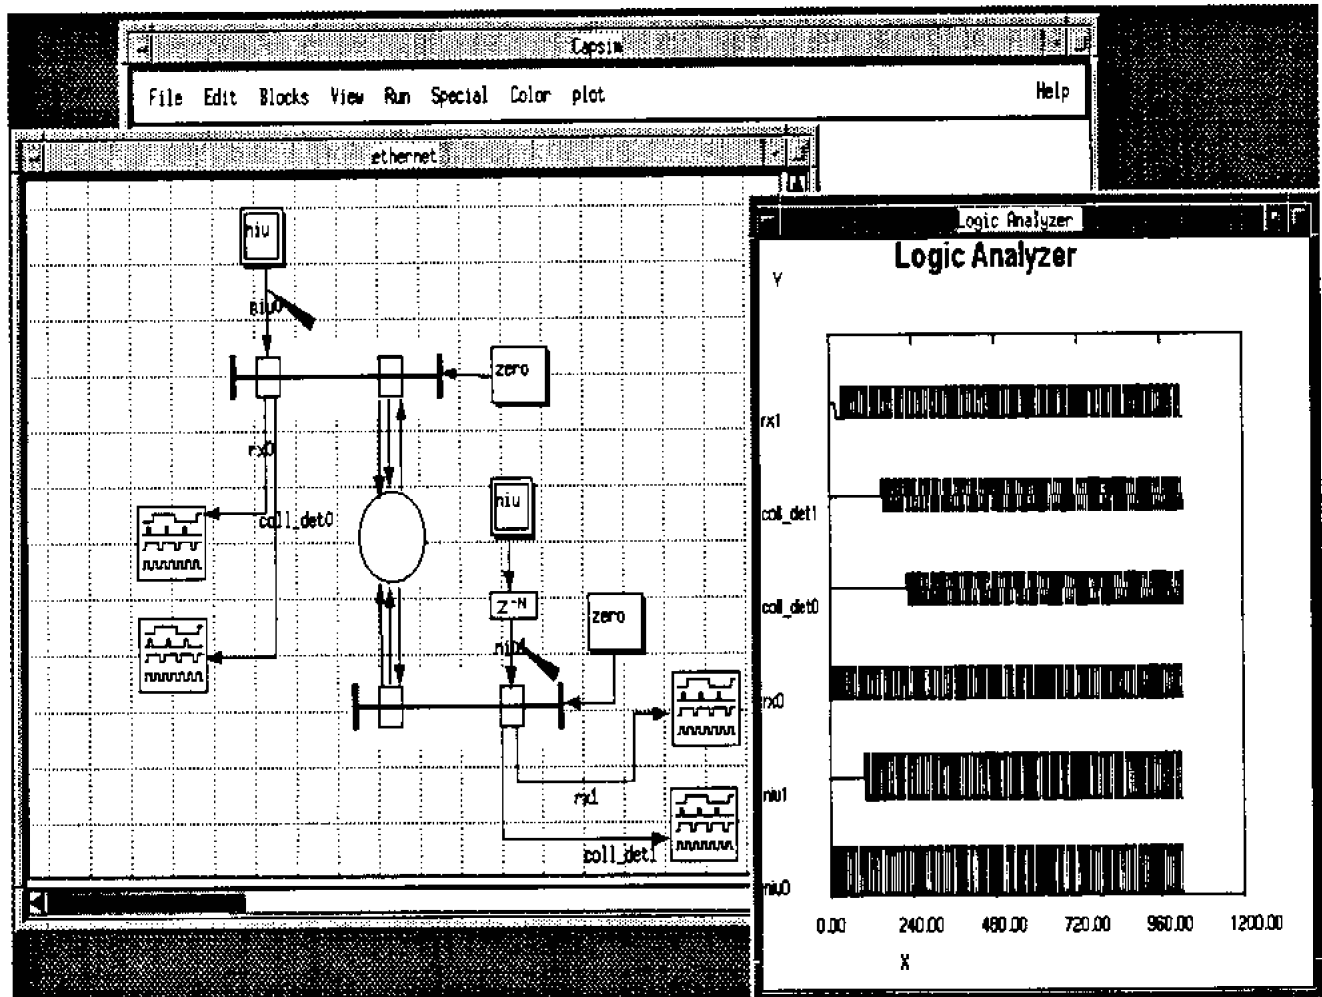 Capsim
File Edit Blocks View Run Special Color plot Help
ethernet
niu
niu0
zero
rx0
coll_det0
niu
Z-N
zero
niu1
rx1
coll_det1
Logic Analyzer
Logic Analyzer
Y
rx1
coll_det1
coll_det0
rx0
niu1
niu0
0.00 240.00 480.00 720.00 960.00 1200.00
X